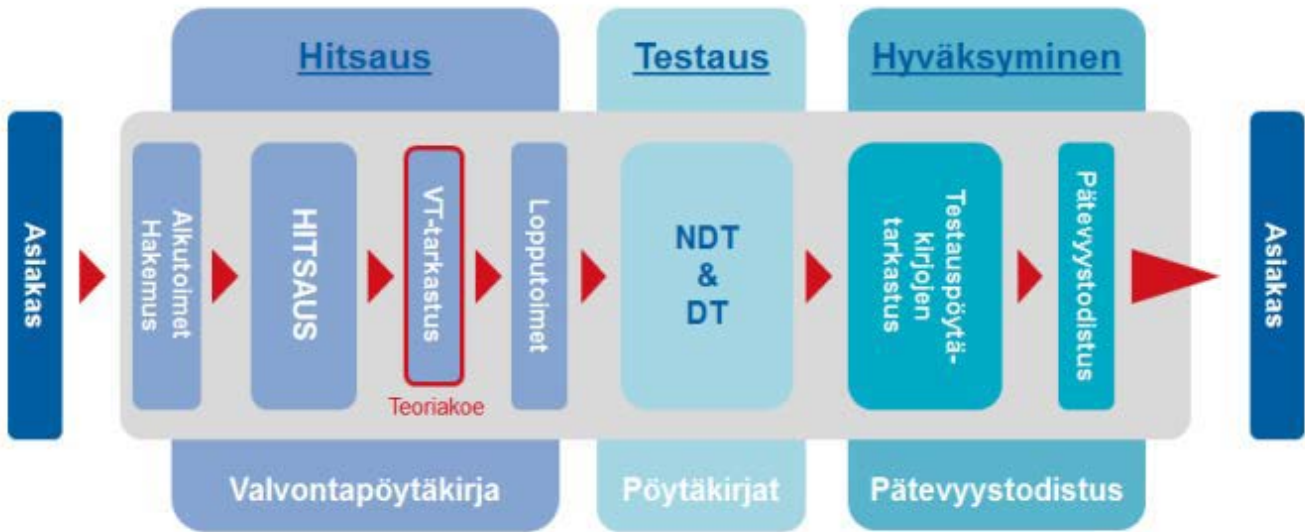 Hitsaus
Testaus
Hyväksyminen
Asiakas
Alkutoimet
Hakemus
HITSAUS
VT-tarkastus
Teoriakoe
Lopputoimet
NDT
&
DT
Testauspöytä-
kirjojen
tarkastus
Pätevyystodistus
Asiakas
Valvontapöytäkirja
Pöytäkirjat
Pätevyystodistus